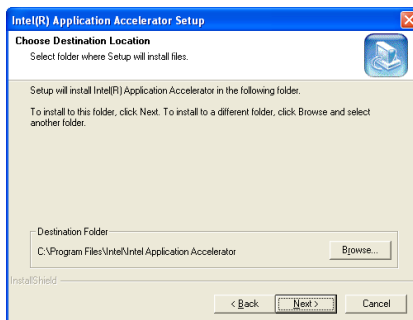 Intel(R) Application Accelerator Setup
Choose Destination Location
Select folder where Setup will install files.
Setup will install Intel(R) Application Accelerator in the following folder.
To install to this folder, click Next. To install to a different folder, click Browse and select
another folder.
Destination Folder
C:\Program Files\Intel\Intel Application Accelerator
Browse...
InstallShield
< Back
Next >
Cancel